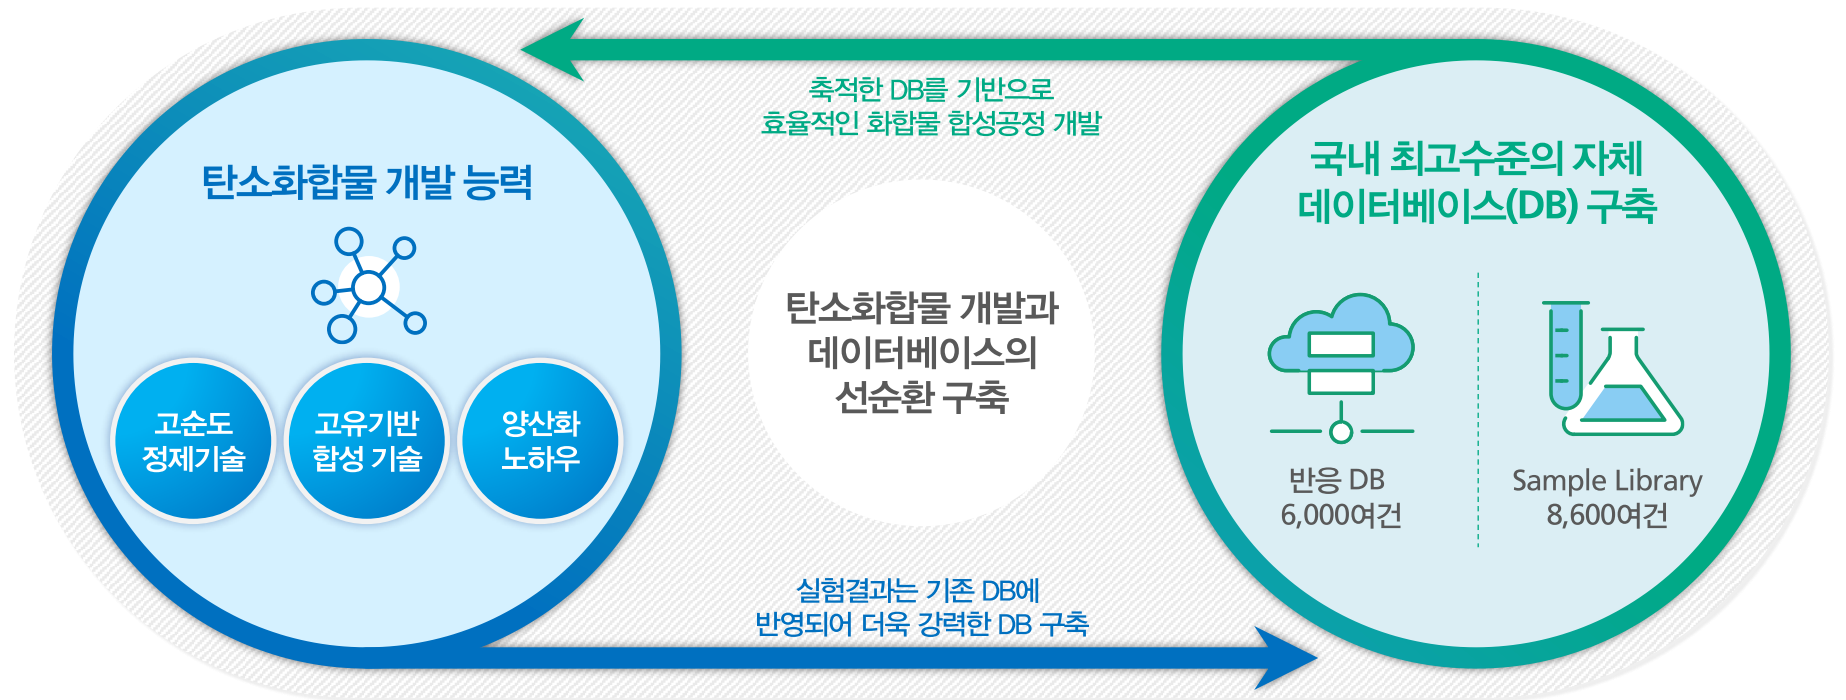 축적한 DB를 기반으로
효율적인 화합물 합성공정 개발
탄소화합물 개발 능력
고순도
정제기술
고유기반
합성 기술
양산화
노하우
탄소화합물 개발과
데이터베이스의
선순환 구축
국내 최고수준의 자체
데이터베이스(DB) 구축
반응 DB
6,000여건
Sample Library
8,600여건
실험결과는 기존 DB에
반영되어 더욱 강력한 DB 구축